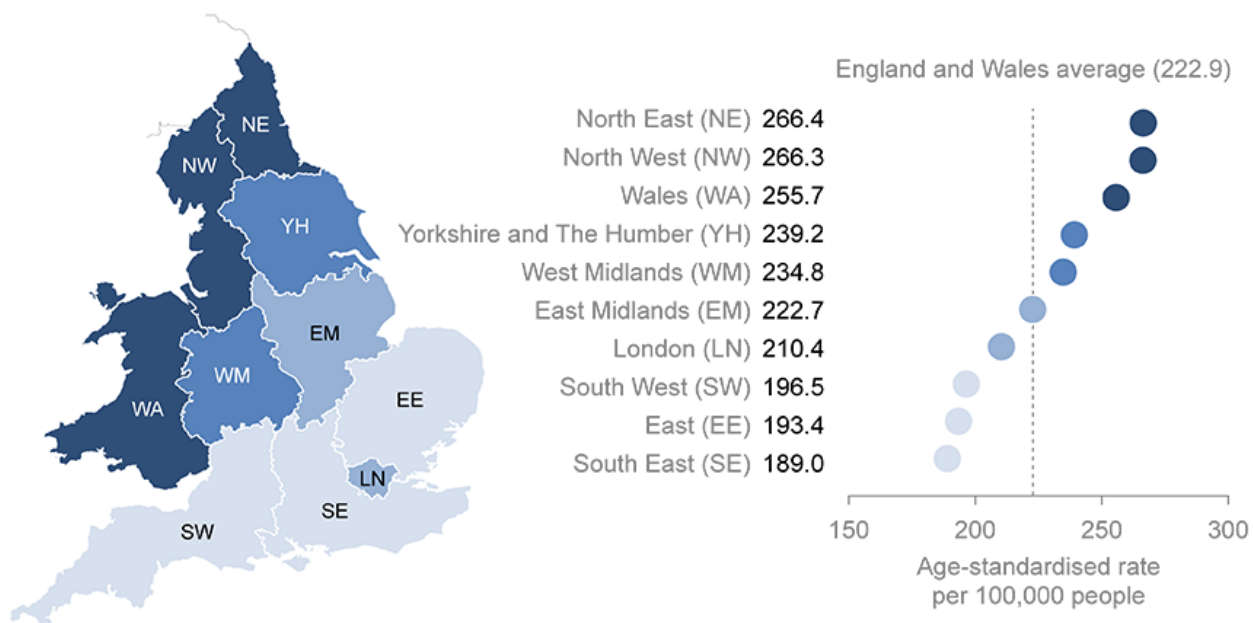 NE
NW
YH
EM
WM
EE
WA
LN
SE
SW
England and Wales average (222.9)
North East (NE) 266.4
North West (NW) 266.3
Wales (WA) 255.7
Yorkshire and The Humber (YH) 239.2
West Midlands (WM) 234.8
East Midlands (EM) 222.7
London (LN) 210.4
South West (SW) 196.5
East (EE) 193.4
South East (SE) 189.0
150 200 250 300
Age-standardised rate
per 100,000 people